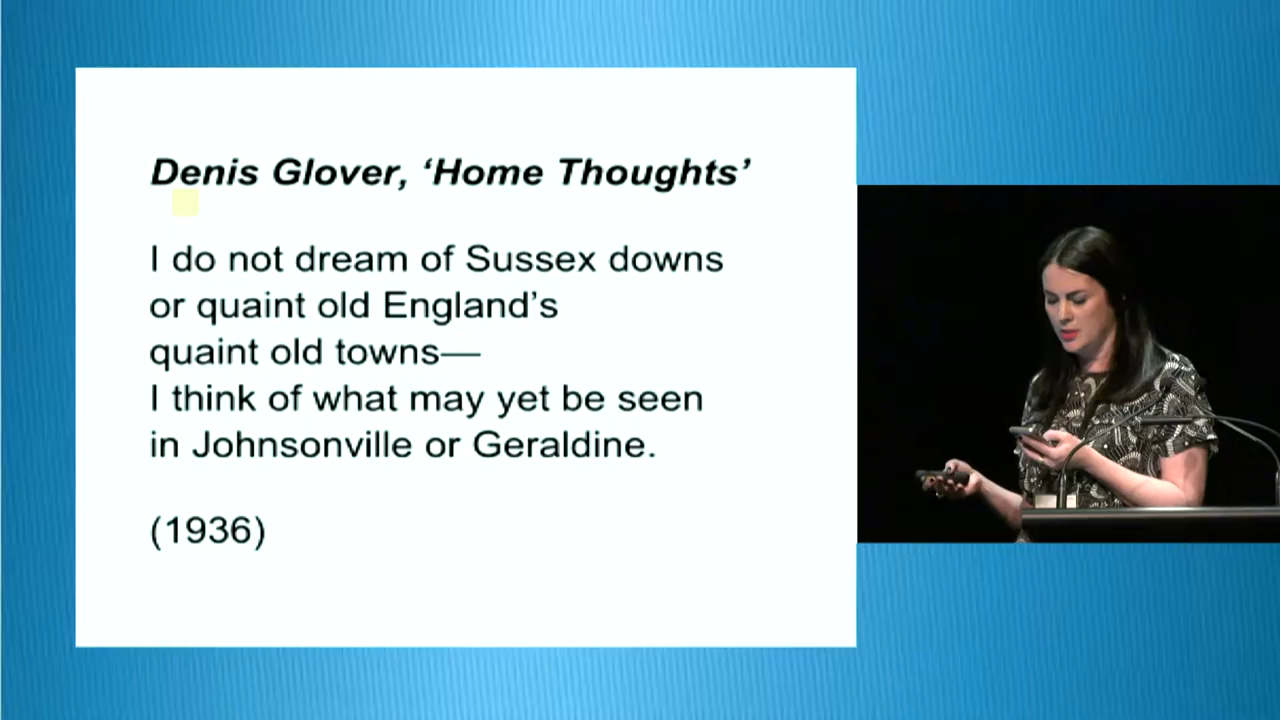 Denis Glover, ‘Home Thoughts’
I do not dream of Sussex downs
or quaint old England’s
quaint old towns—
I think of what may yet be seen
in Johnsonville or Geraldine.
(1936)